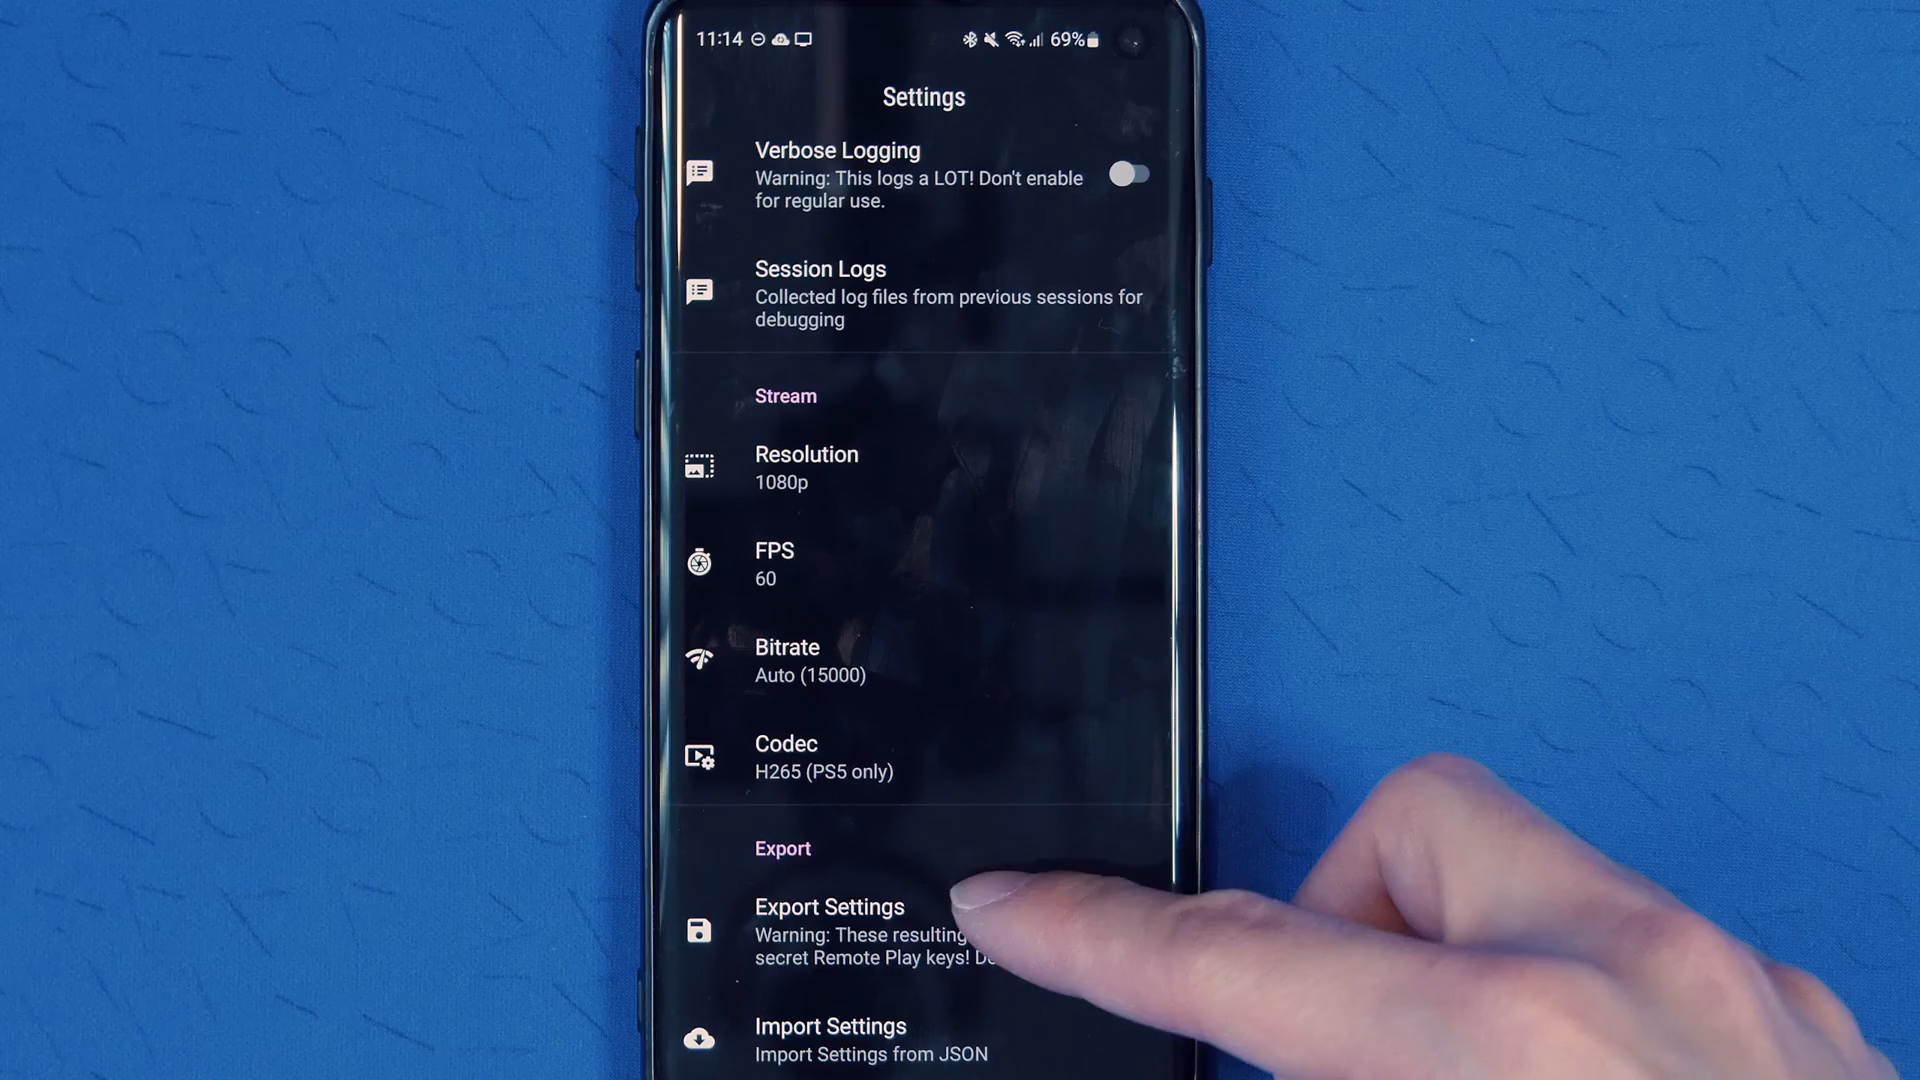 11:14 69%
Settings
Verbose Logging
Warning: This logs a LOT! Don't enable
for regular use.
Session Logs
Collected log files from previous sessions for
debugging
Stream
Resolution
1080p
FPS
60
Bitrate
Auto (15000)
Codec
H265 (PS5 only)
Export
Export Settings
Warning: These resulting
secret Remote Play keys!
Import Settings
Import Settings from JSON